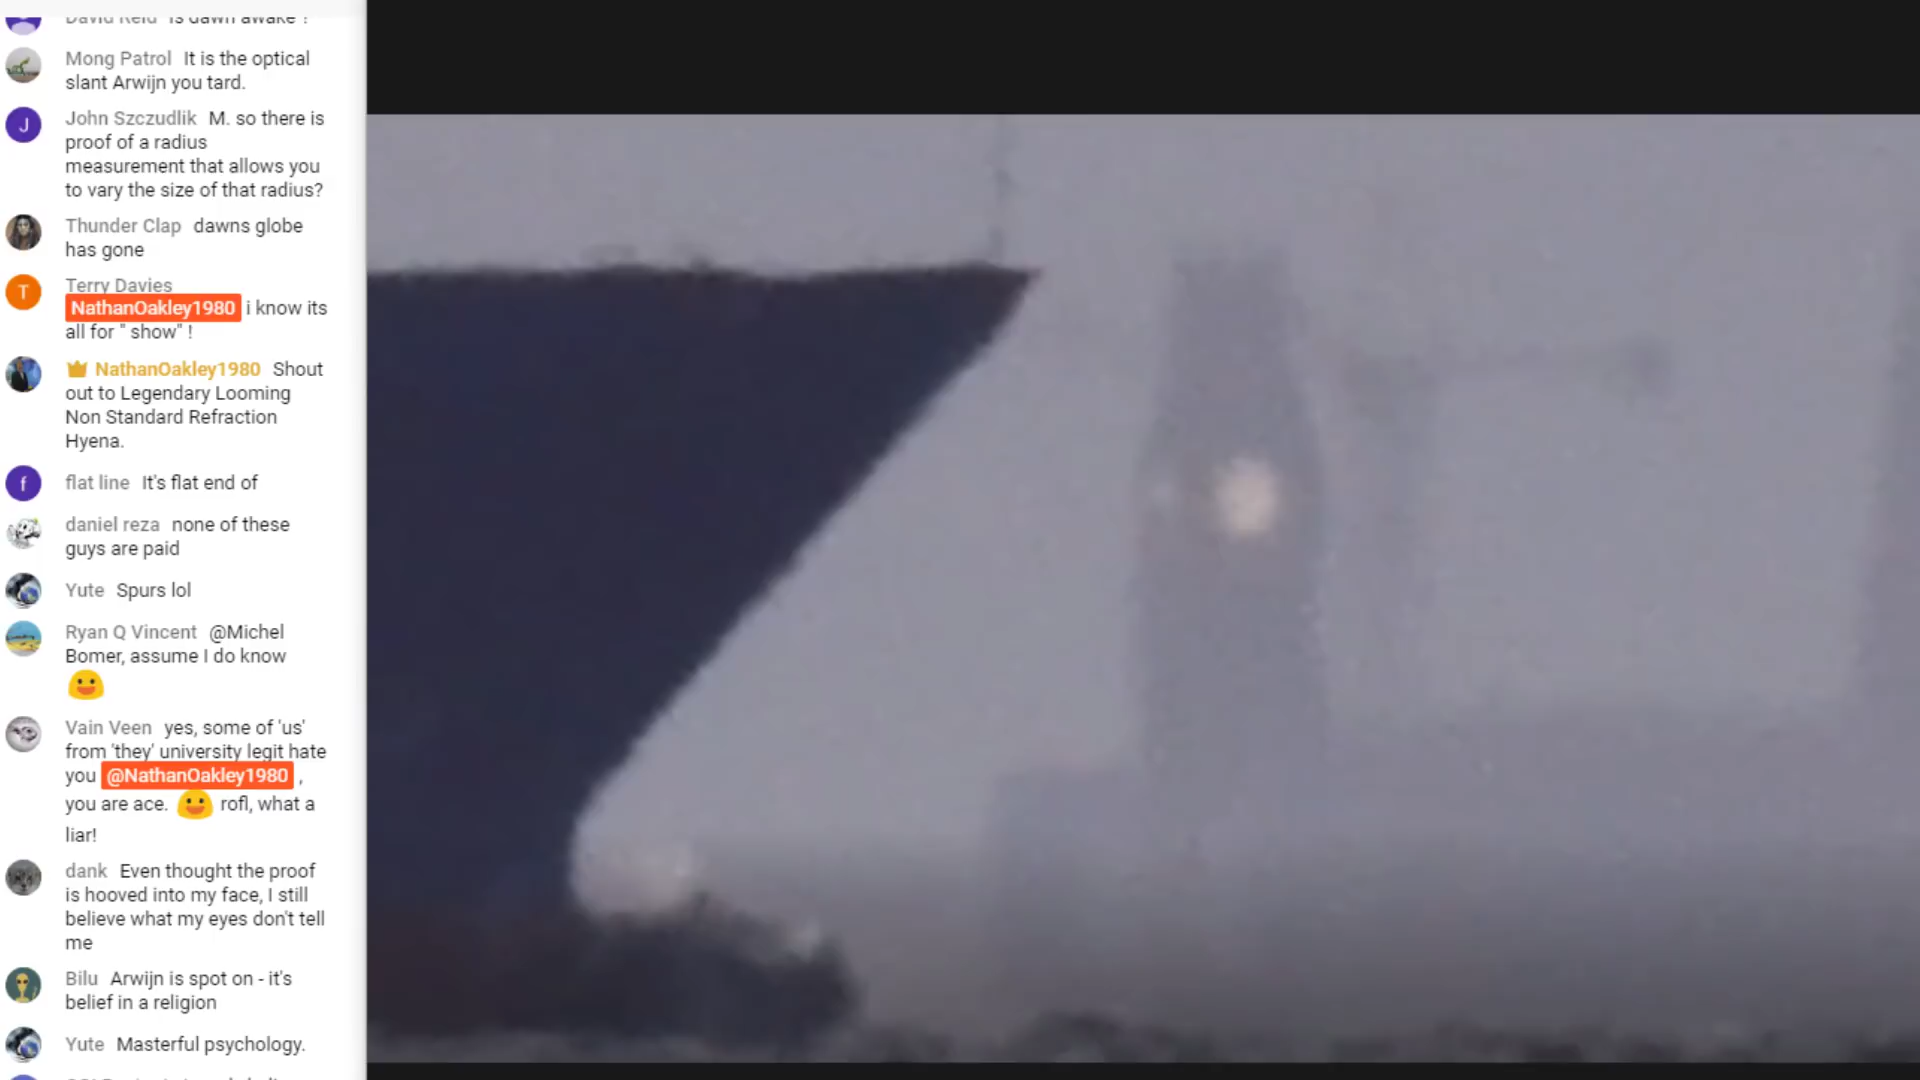 David Reid is dawn awake ?
Mong Patrol It is the optical
slant Arwijn you tard.
J
John Szczudlik M. so there is
proof of a radius
measurement that allows you
to vary the size of that radius?
Thunder Clap dawns globe
has gone
T
Terry Davies
NathanOakley1980 i know its
all for " show" !
NathanOakley1980 Shout
out to Legendary Looming
Non Standard Refraction
Hyena.
f
flat line It's flat end of
daniel reza none of these
guys are paid
Yute Spurs lol
Ryan Q Vincent @Michel
Bomer, assume I do know
Vain Veen yes, some of 'us'
from 'they' university legit hate
you @NathanOakley1980 ,
you are ace. rofl, what a
liar!
dank Even thought the proof
is hooved into my face, I still
believe what my eyes don't tell
me
Bilu Arwijn is spot on - it's
belief in a religion
Yute Masterful psychology.